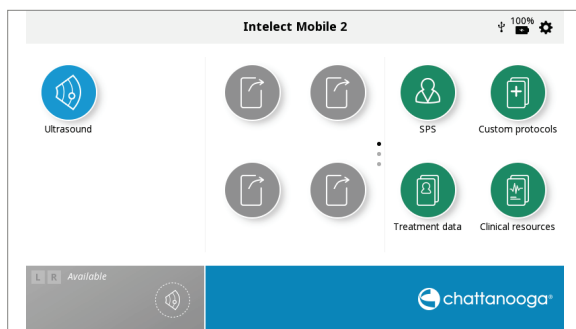 Intelect Mobile 2
100%
Ultrasound
SPS
Custom protocols
Treatment data
Clinical resources
L R Available
chattanooga®